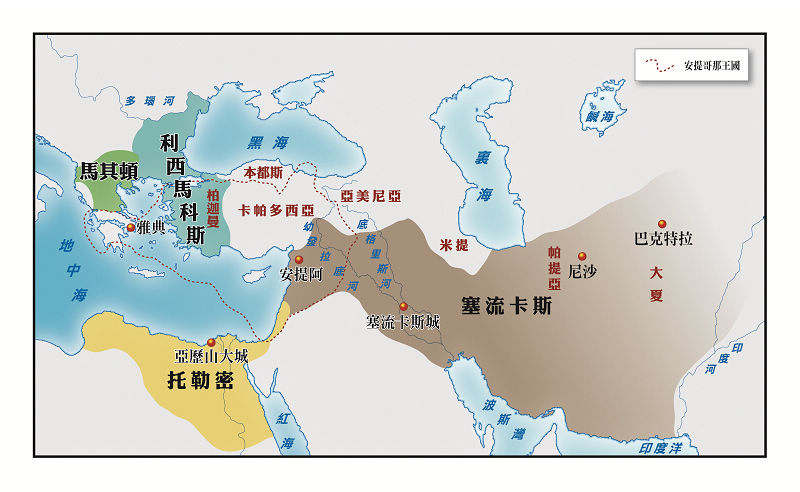 安提哥那王國
多瑙河
黑海
鹹海
裏海
利西馬科斯
馬其頓
本都斯
柏迦曼
卡帕多西亞
亞美尼亞
雅典
幼發拉底河
底格里斯河
米提
巴克特拉
帕提亞
尼沙
大夏
地中海
安提阿
塞流卡斯
塞流卡斯城
亞歷山大城
托勒密
印度河
紅海
波斯灣
印度洋